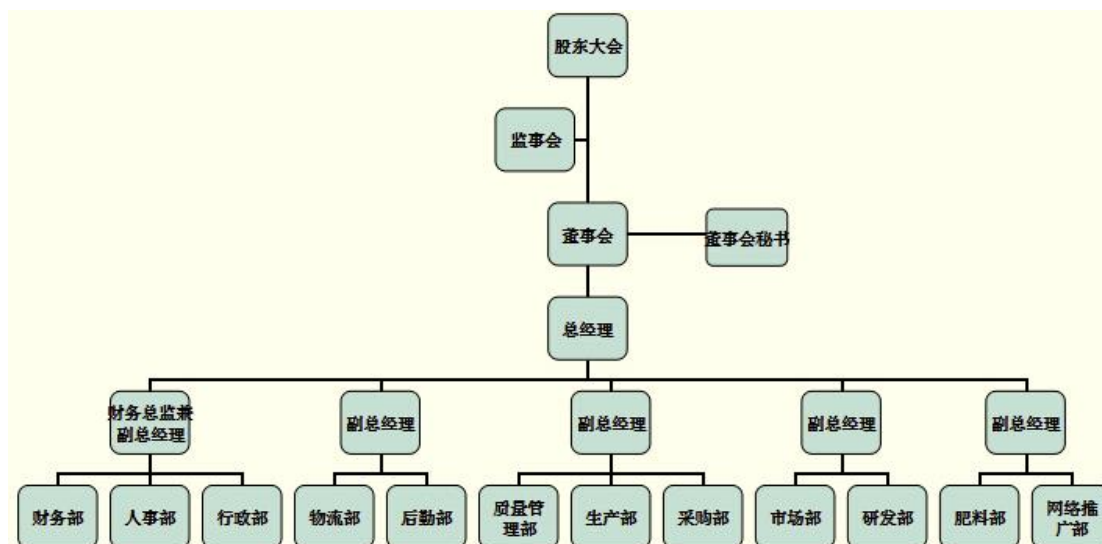 股东大会
监事会
董事会
董事会秘书
总经理
财务总监兼
副总经理
副总经理
副总经理
副总经理
副总经理
财务部
人事部
行政部
物流部
后勤部
质量管
理部
生产部
采购部
市场部
研发部
肥料部
网络推
广部